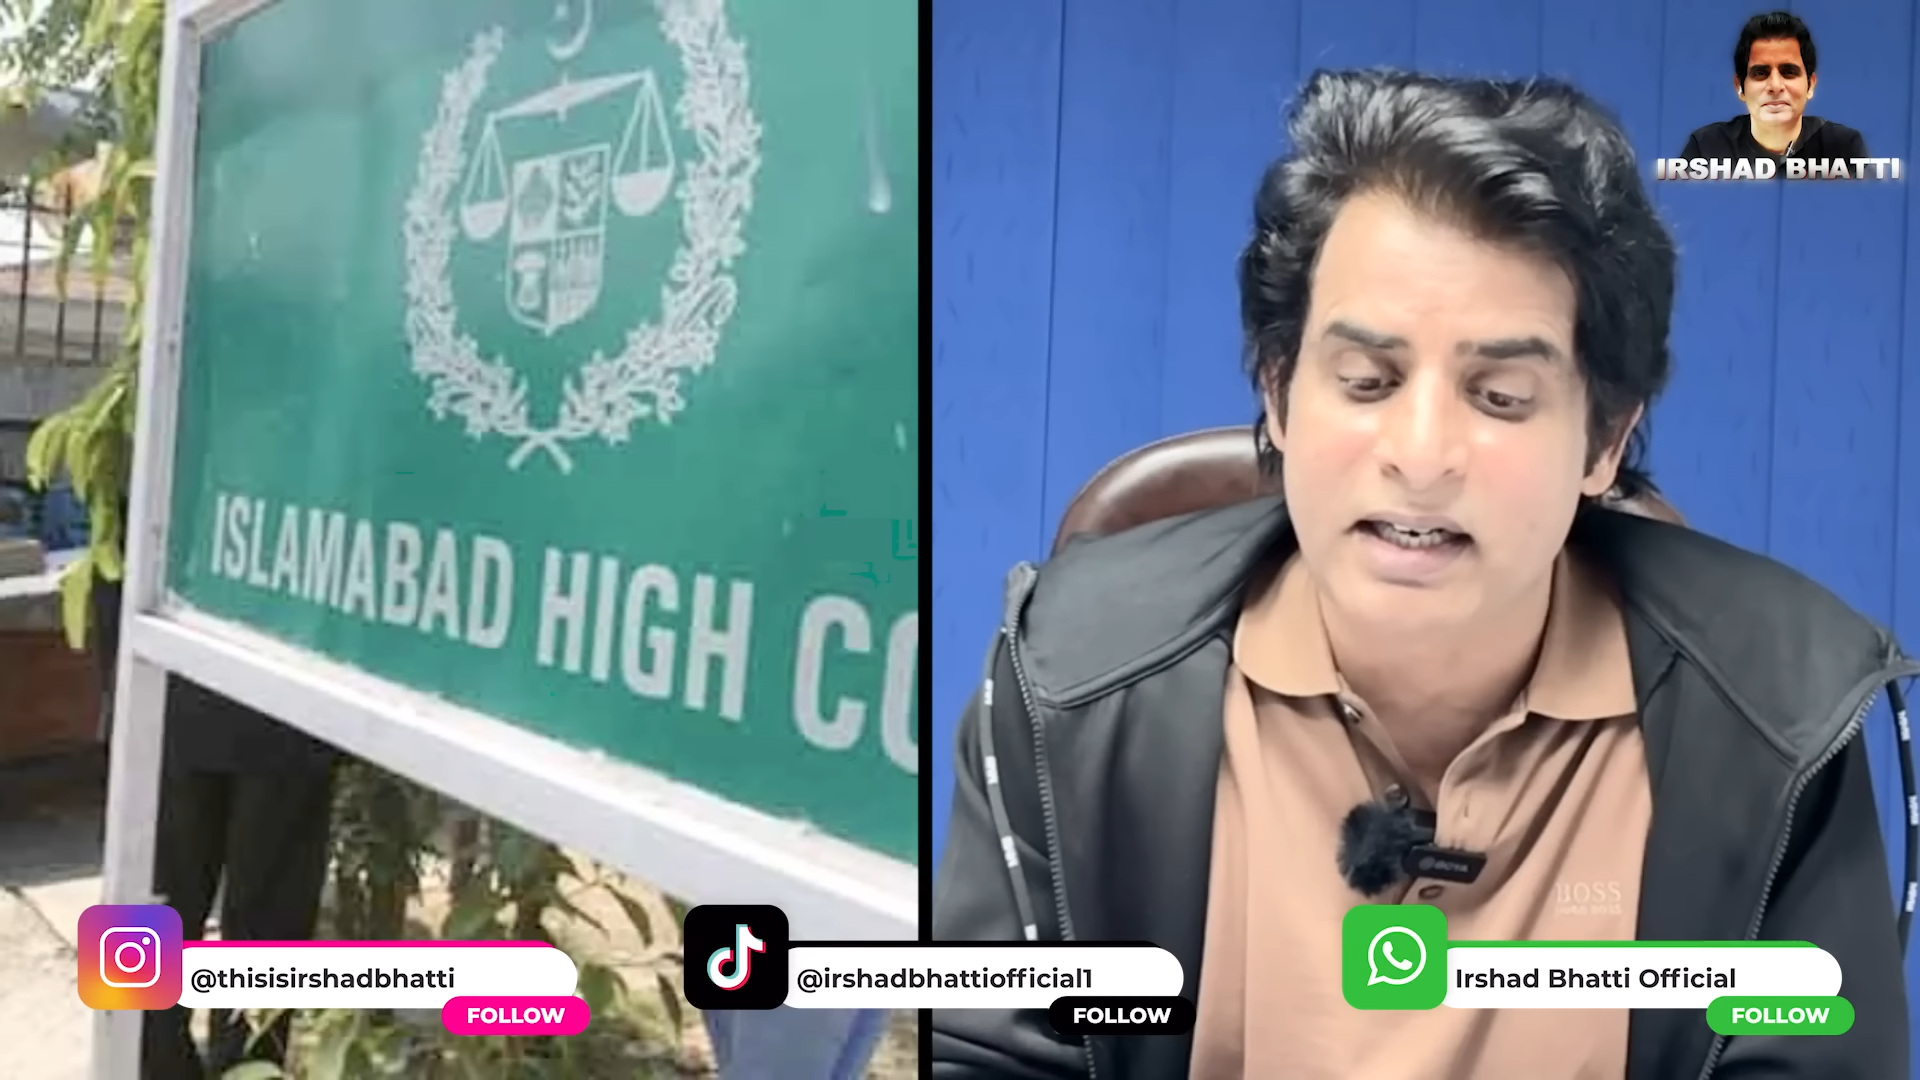 IRSHAD BHATTI
ISLAMABAD HIGH CO
BOSS
@thisisirshadbhatti
FOLLOW
@irshadbhattiofficial1
FOLLOW
Irshad Bhatti Official
FOLLOW